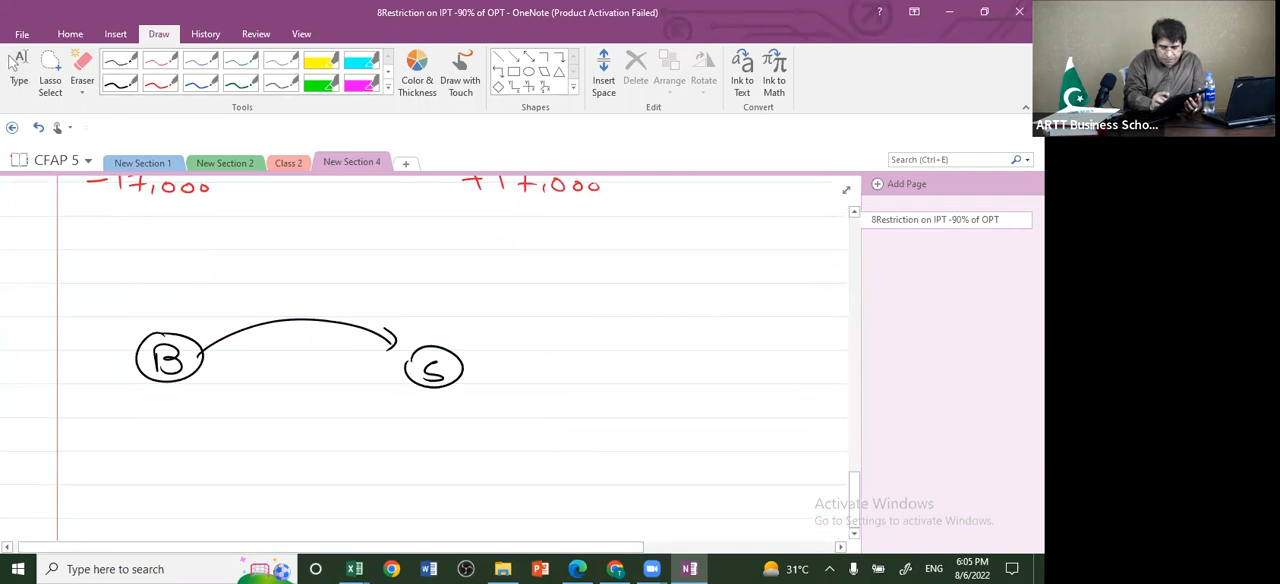 8Restriction on IPT -90% of OPT - OneNote (Product Activation Failed)
File Home Insert Draw History Review View
Type Lasso Select Eraser Color & Thickness Draw with Touch Insert Space Delete Arrange Rotate Ink to Text Ink to Math
Tools Shapes Edit Convert
ARTT Business Scho...
CFAP 5 New Section 1 New Section 2 Class 2 New Section 4 Search (Ctrl+E)
Add Page
8Restriction on IPT -90% of OPT
-17,000 +17,000
B S
Activate Windows
Go to Settings to activate Windows.
Type here to search 31°C ENG 6:05 PM
8/6/2022